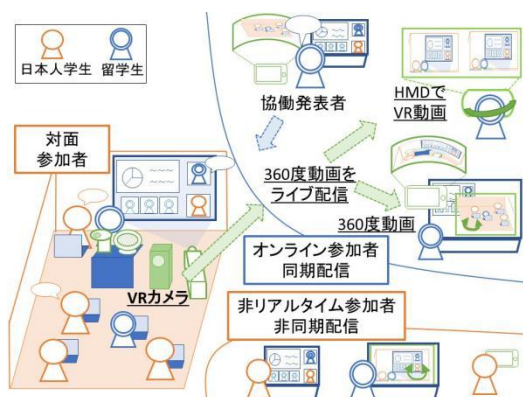 日本人学生
留学生
対面
参加者
協働発表者
HMDで
VR動画
360度動画を
ライブ配信
360度動画
VRカメラ
オンライン参加者
同期配信
非リアルタイム参加者
非同期配信